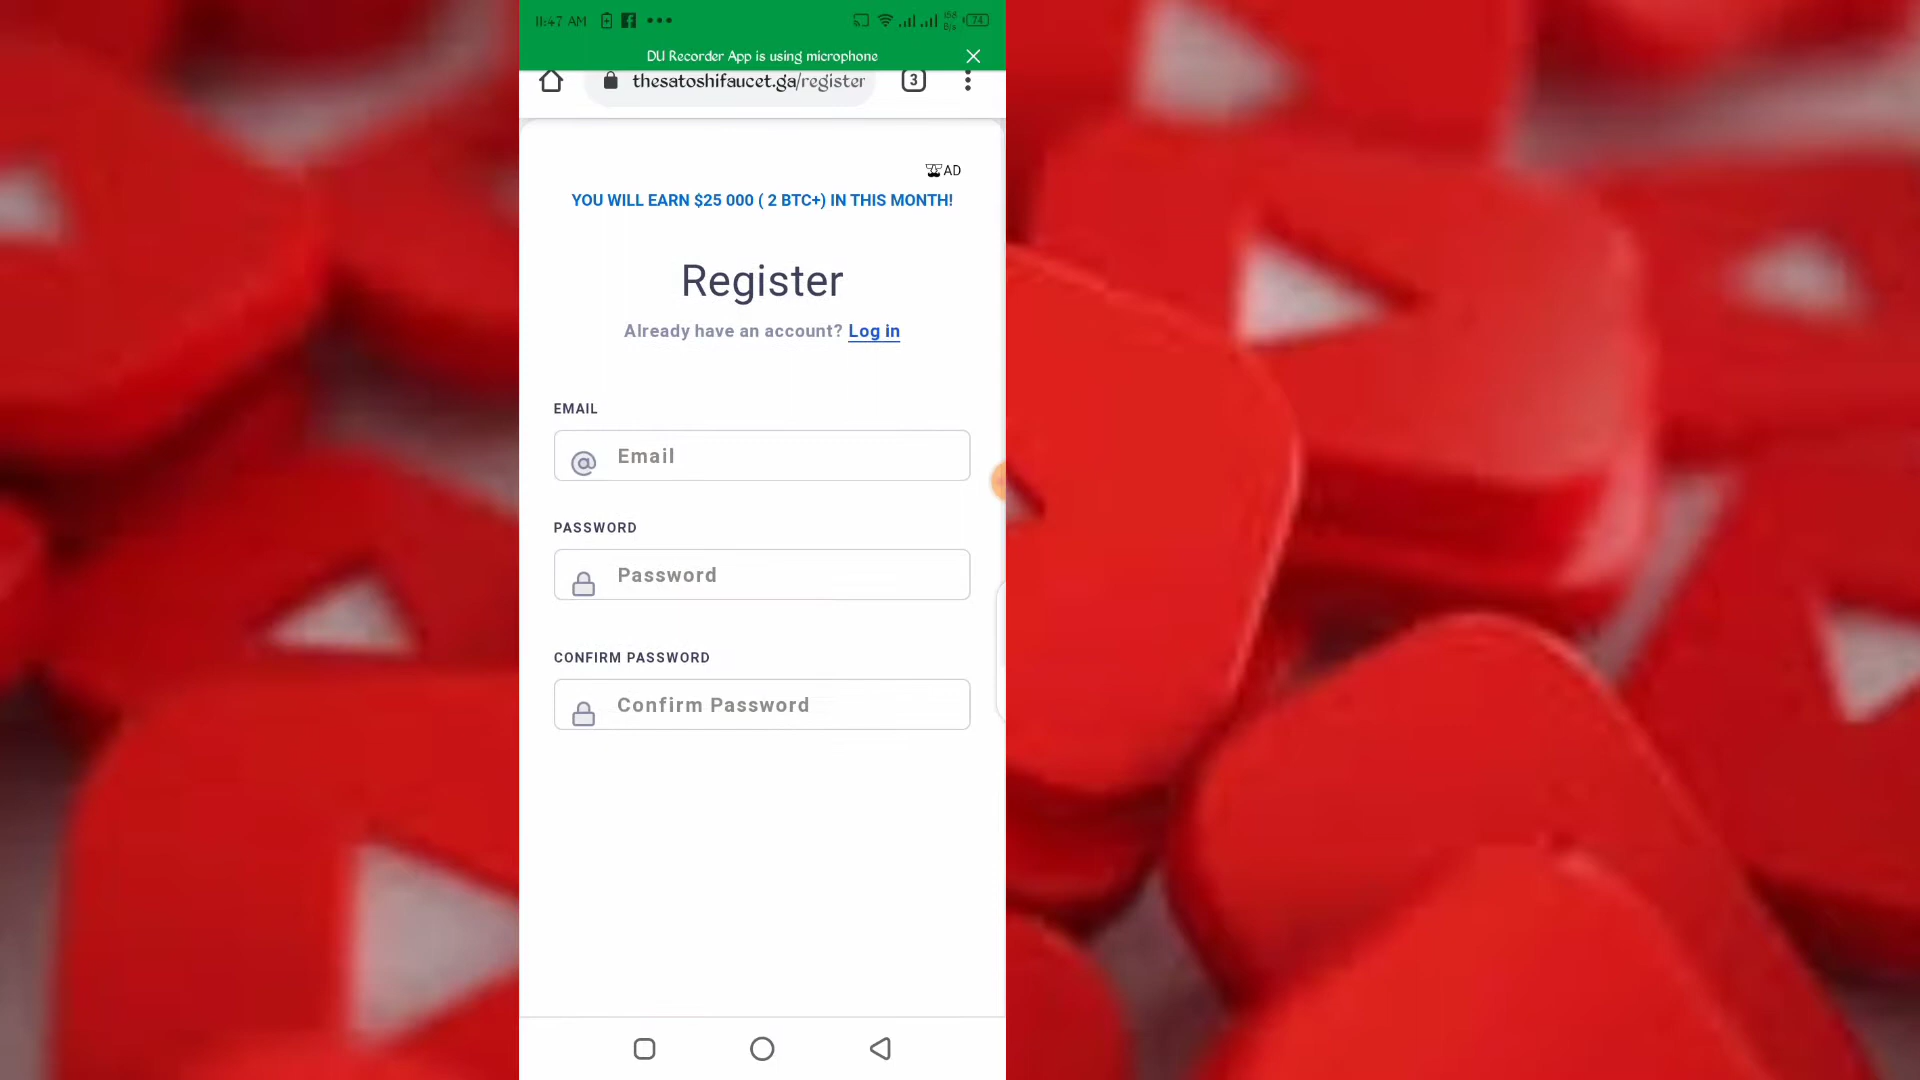 11:47 AM
158 B/s
74
DU Recorder App is using microphone
thesatoshifaucet.ga/register
3
AD
YOU WILL EARN $25 000 ( 2 BTC+) IN THIS MONTH!
Register
Already have an account? Log in
EMAIL
@ Email
PASSWORD
Password
CONFIRM PASSWORD
Confirm Password